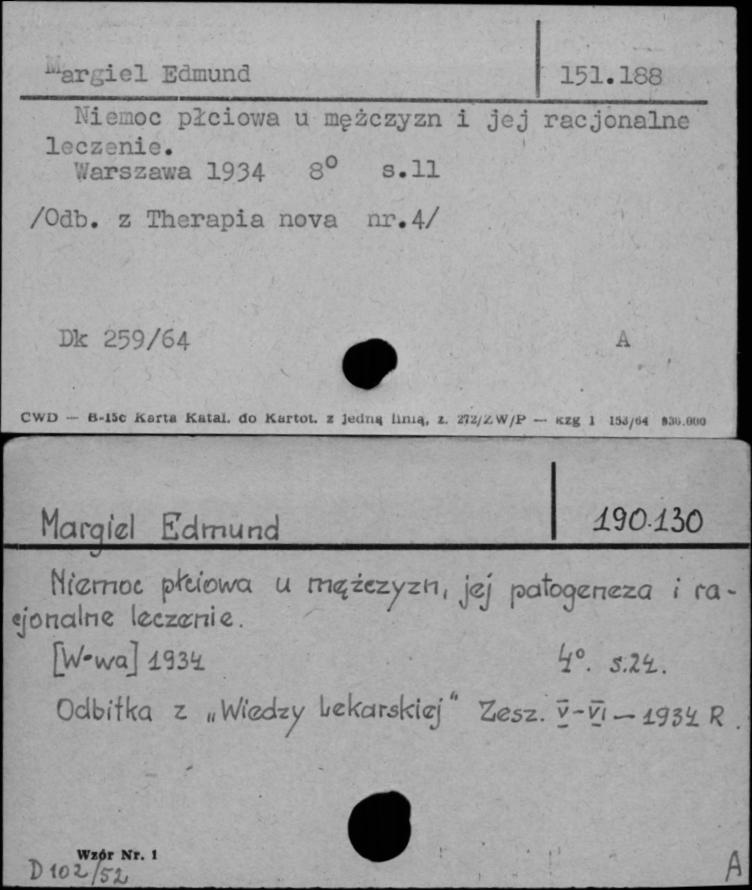 Margiel Edmund 151.188
Niemoc płciowa u mężczyzn i jej racjonalne
leczenie.
Warszawa 1934 8° s.11
/Odb. z Therapia nova nr.4/
Dk 259/64 A
CWD — B-15c Karta Katal. do Kartot. z jedną linią, z. 272/ZW/P — Kzg 1 153/64
Margiel Edmund 190.130
Niemoc płciowa u mężczyzn, jej patogeneza i ra-
cjonalne leczenie.
[W-wa] 1934 4°. s.24.
Odbitka z „Wiedzy Lekarskiej" Zesz. V-VI — 1934 R.
Wzór Nr. 1
D 102/52 A